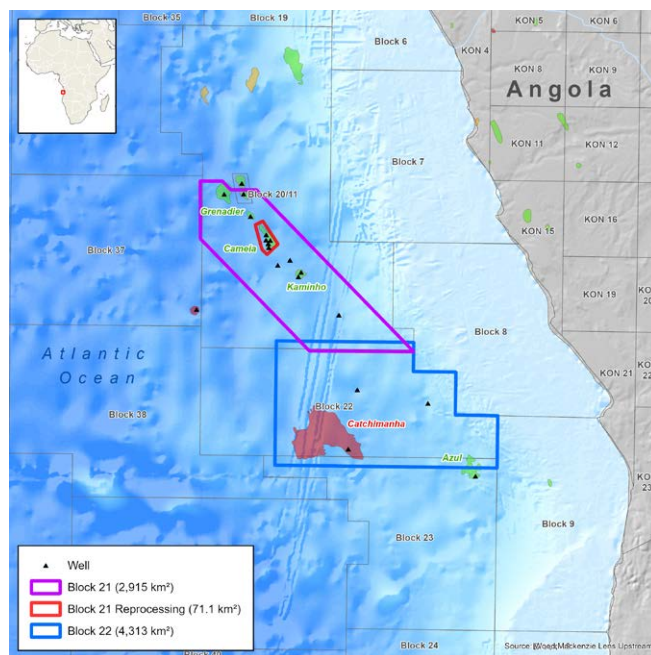 Block 35
Block 19
Block 6
KON 5
KON 6
KON 4
KON 8
KON 9
Angola
KON 11
KON 12
Block 7
Block 20/11
Grenadier
KON 16
KON 15
Block 37
Cameia
Kaminho
KON 19
KON
20
Block 8
Atlantic
Ocean
KON 21
KON
22
Block 38
Block 22
Catchimanha
Azul
KON
23
Block 23
Block 9
Well
Block 21 (2,915 km²)
Block 21 Reprocessing (71.1 km²)
Block 22 (4,313 km²)
Block 24
Source: Wood Mackenzie Lens Upstream